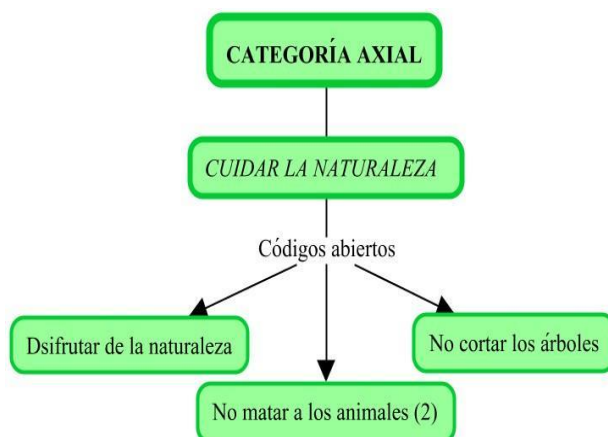 CATEGORÍA AXIAL
CUIDAR LA NATURALEZA
Códigos abiertos
Dsifrutar de la naturaleza
No cortar los árboles
No matar a los animales (2)